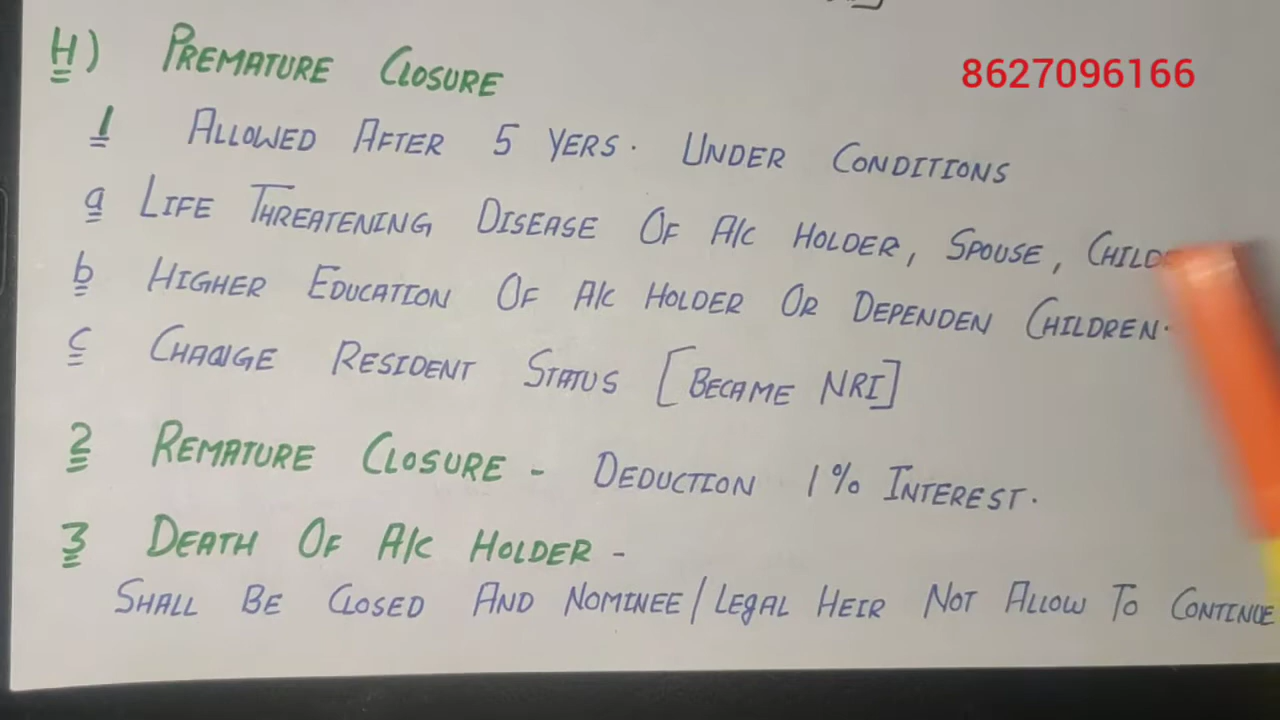 H) PREMATURE CLOSURE
8627096166
1 ALLOWED AFTER 5 YERS. UNDER CONDITIONS
a LIFE THREATENING DISEASE OF A/C HOLDER, SPOUSE,
b HIGHER EDUCATION OF A/C HOLDER OR DEPENDEN CHILDREN.
c CHANGE RESIDENT STATUS [BECAME NRI]
2 REMATURE CLOSURE - DEDUCTION 1% INTEREST.
3 DEATH OF A/C HOLDER -
SHALL BE CLOSED AND NOMINEE/LEGAL HEIR NOT ALLOW TO CONTINUE